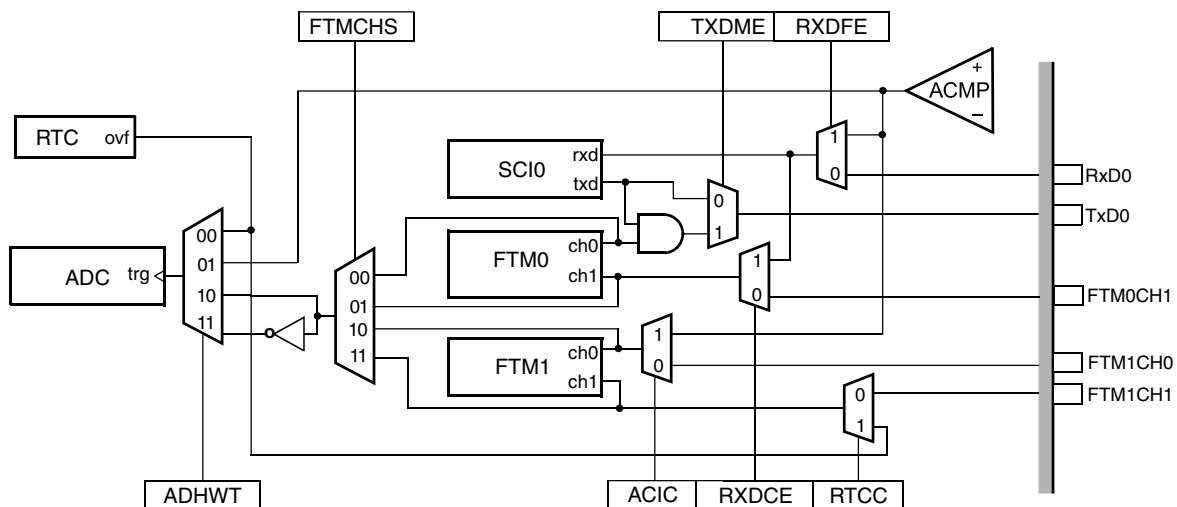 FTMCHS
TXDME
RXDFE
+
ACMP
−
RTC
ovf
1
0
SCI0
rxd
txd
RxD0
TxD0
0
1
00
01
10
11
ADC
trg
00
01
10
11
FTM0
ch0
ch1
1
0
FTM0CH1
FTM1
ch0
ch1
1
0
FTM1CH0
FTM1CH1
0
1
ADHWT
ACIC
RXDCE
RTCC